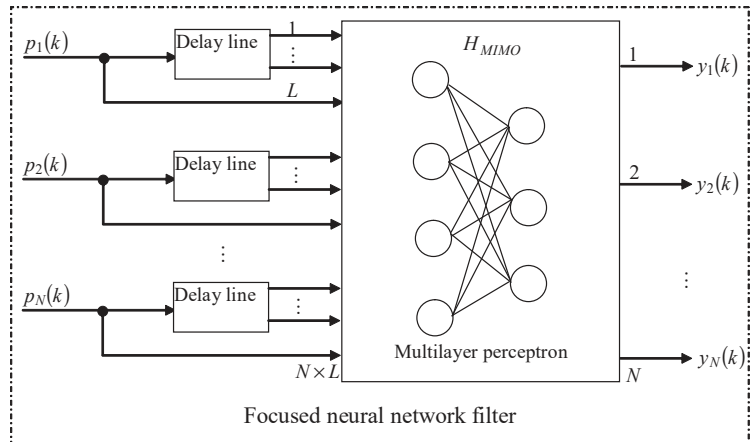 p₁(k)
Delay line
1
⋮
L
H_MIMO
1
y₁(k)
p₂(k)
Delay line
⋮
2
y₂(k)
⋮
⋮
p_N(k)
Delay line
⋮
N×L
Multilayer perceptron
N
y_N(k)
Focused neural network filter